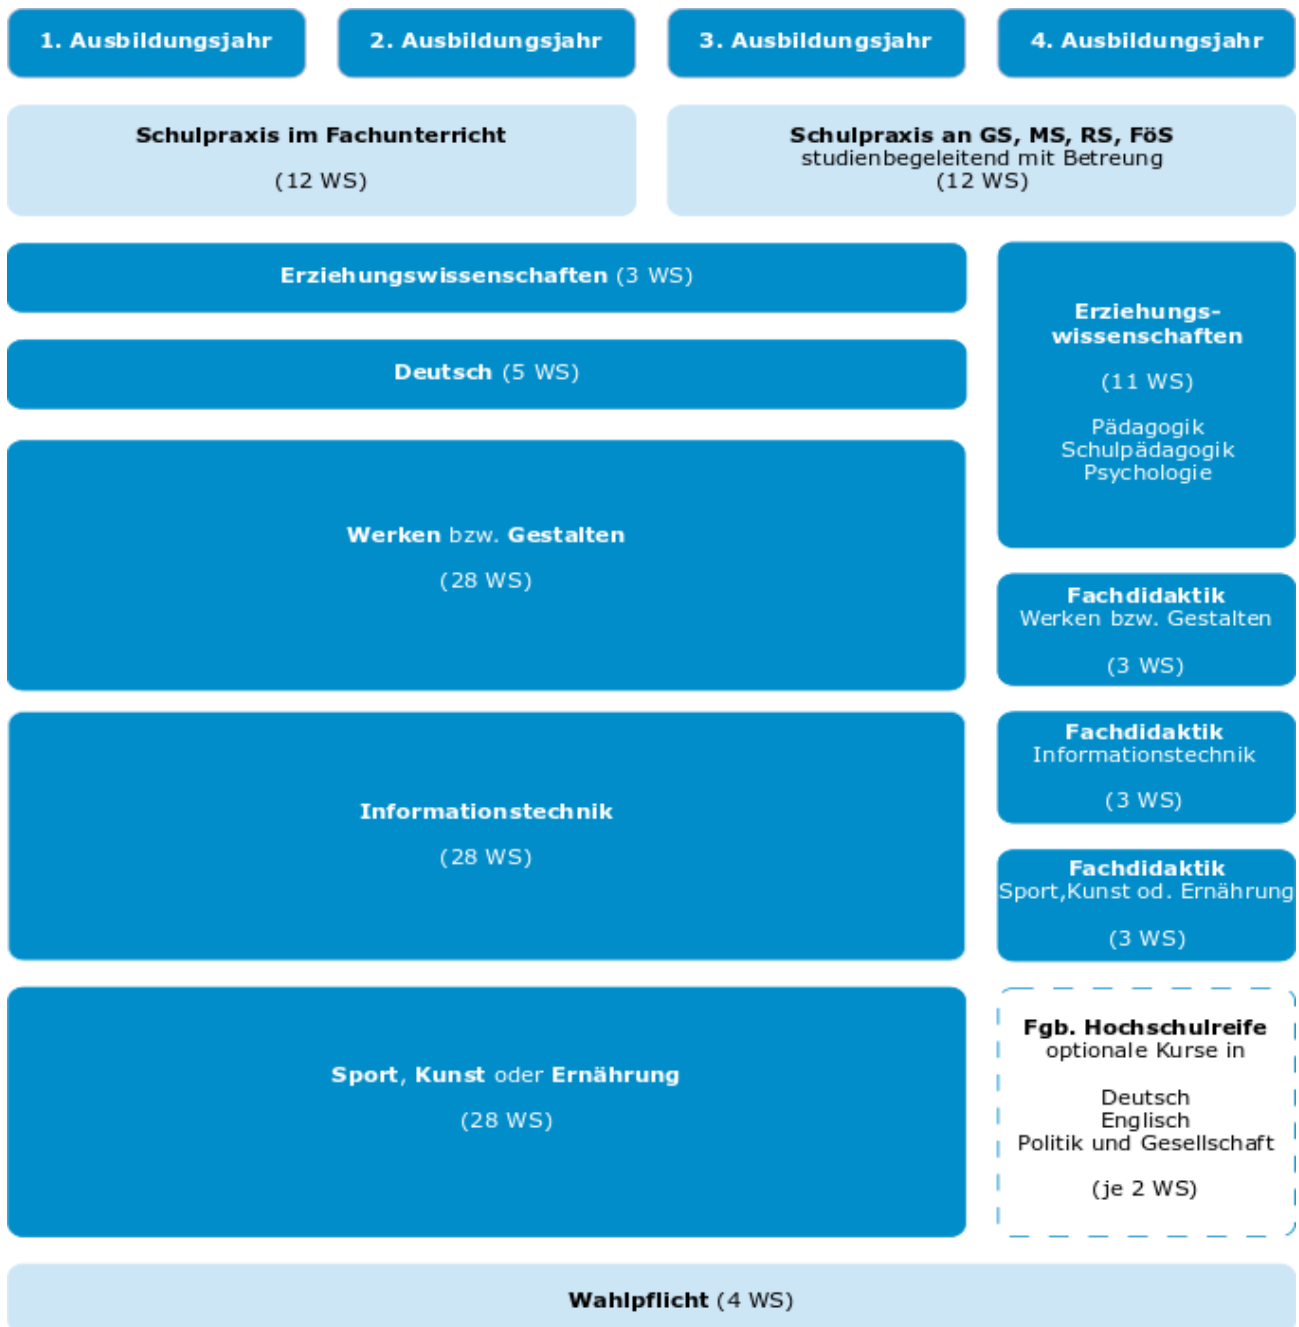 1. Ausbildungsjahr
2. Ausbildungsjahr
3. Ausbildungsjahr
4. Ausbildungsjahr
Schulpraxis im Fachunterricht
(12 WS)
Schulpraxis an GS, MS, RS, FöS
studienbegeleitend mit Betreung
(12 WS)
Erziehungswissenschaften (3 WS)
Deutsch (5 WS)
Werken bzw. Gestalten
(28 WS)
Informationstechnik
(28 WS)
Sport, Kunst oder Ernährung
(28 WS)
Erziehungs-
wissenschaften
(11 WS)
Pädagogik
Schulpädagogik
Psychologie
Fachdidaktik
Werken bzw. Gestalten
(3 WS)
Fachdidaktik
Informationstechnik
(3 WS)
Fachdidaktik
Sport,Kunst od. Ernährung
(3 WS)
Fgb. Hochschulreife
optionale Kurse in
Deutsch
Englisch
Politik und Gesellschaft
(je 2 WS)
Wahlpflicht (4 WS)